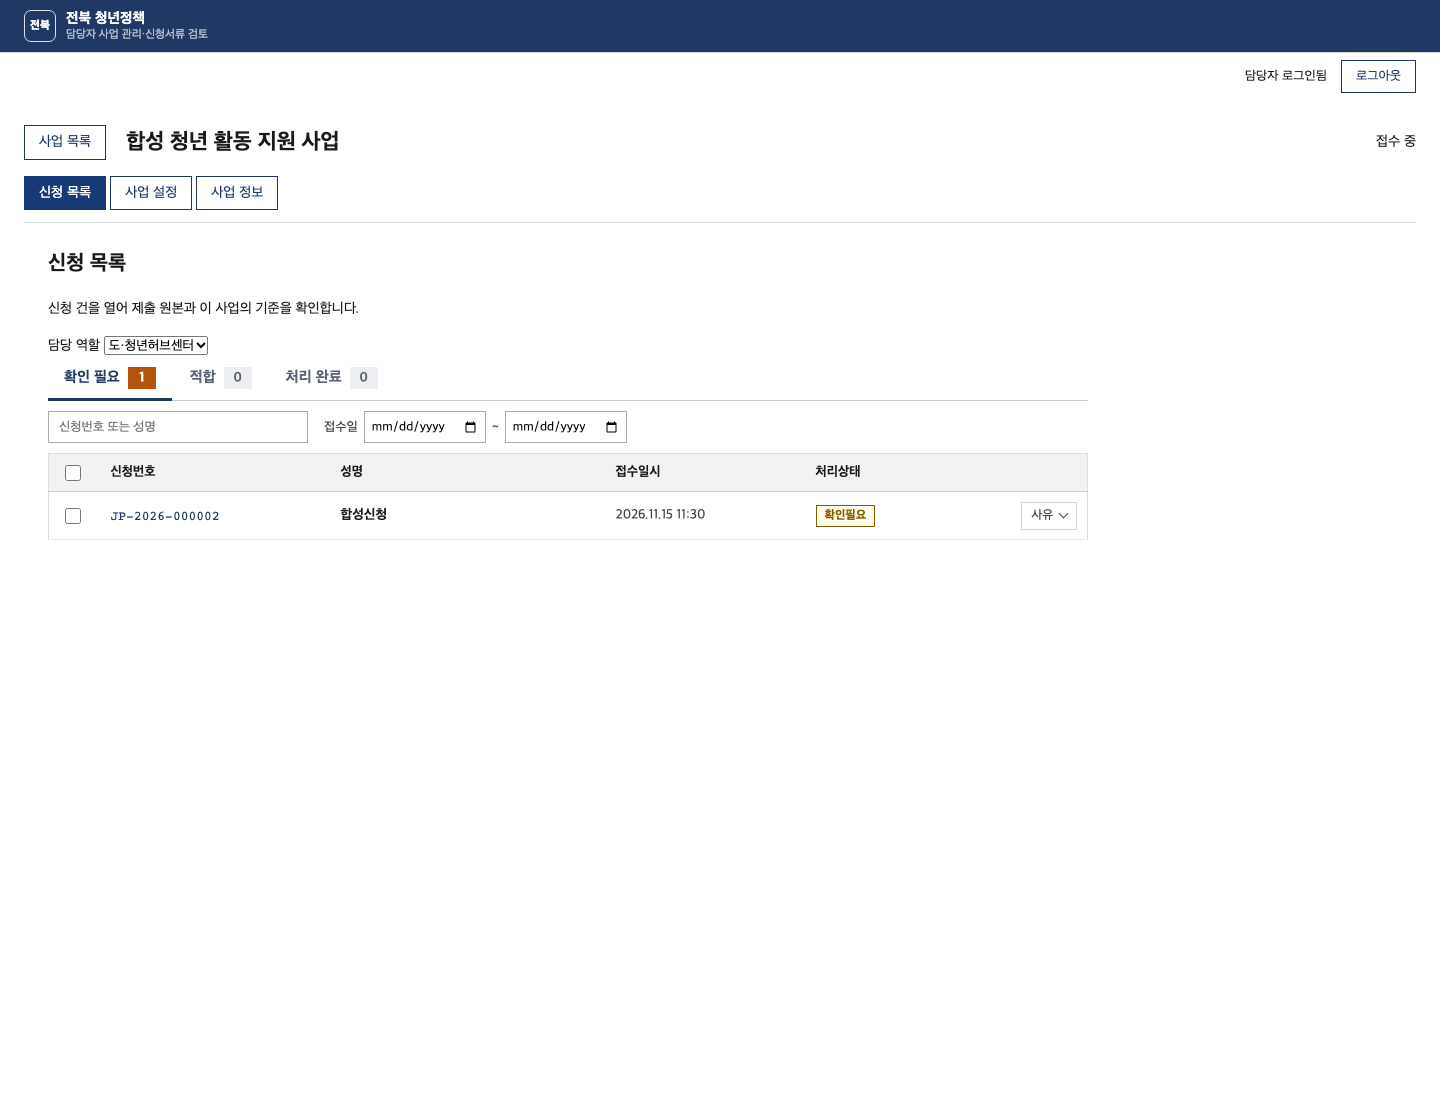 전북
전북 청년정책
담당자 사업 관리·신청서류 검토
담당자 로그인됨
로그아웃
사업 목록
합성 청년 활동 지원 사업
접수 중
신청 목록
사업 설정
사업 정보
신청 목록
신청 건을 열어 제출 원본과 이 사업의 기준을 확인합니다.
담당 역할 도·청년허브센터
확인 필요 1
적합 0
처리 완료 0
신청번호 또는 성명
접수일 mm/dd/yyyy ~ mm/dd/yyyy
신청번호 성명 접수일시 처리상태
JP-2026-000002 합성신청 2026.11.15 11:30 확인필요 사유